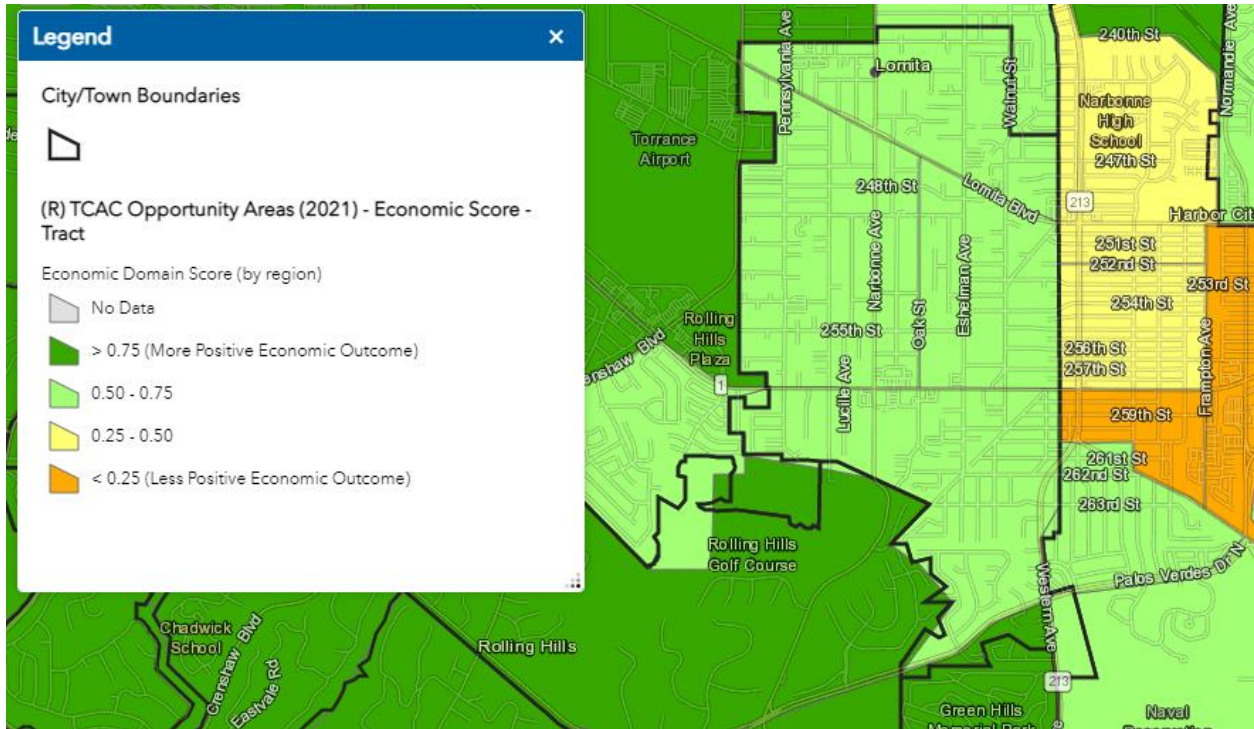 Legend
×
City/Town Boundaries
(R) TCAC Opportunity Areas (2021) - Economic Score -
Tract
Economic Domain Score (by region)
No Data
> 0.75 (More Positive Economic Outcome)
0.50 - 0.75
0.25 - 0.50
< 0.25 (Less Positive Economic Outcome)
Pennsylvania Ave
Lomita
Walnut St
240th St
Normandie Ave
Narbonne
High
School
247th St
Torrance
Airport
248th St
Lomita Blvd
213
Harbor Cit
Narbonne Ave
Eshelman Ave
251st St
252nd St
253rd St
254th St
Rolling
Hills
Plaza
255th St
Oak St
256th St
257th St
Frampton Ave
enshaw Blvd
1
Lucille Ave
259th St
261st St
262nd St
263rd St
Rolling Hills
Golf Course
Palos Verdes Dr N
Western Ave
Chadwick
School
Crenshaw Blvd
Eastvale Rd
Rolling Hills
213
Green Hills
Memorial Park
Naval